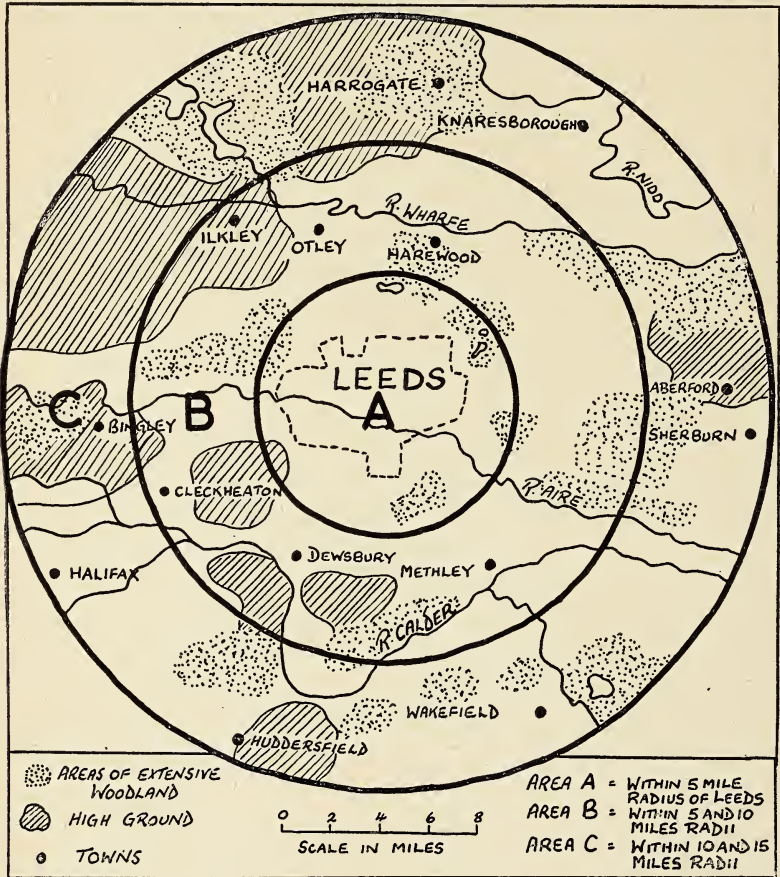 HARROGATE
KNARESBOROUGH
R. NIDD
R. WHARFE
ILKLEY
OTLEY
HAREWOOD
LEEDS
A
ABERFORD
C
B
BINGLEY
SHERBURN
CLECKHEATON
R. AIRE
DEWSBURY
METHLEY
HALIFAX
R. CALDER
WAKEFIELD
HUDDERSFIELD
AREAS OF EXTENSIVE
WOODLAND
HIGH GROUND
TOWNS
0 2 4 6 8
SCALE IN MILES
AREA A = WITHIN 5 MILE
RADIUS OF LEEDS
AREA B = WITHIN 5 AND 10
MILES RADII
AREA C = WITHIN 10 AND 15
MILES RADII